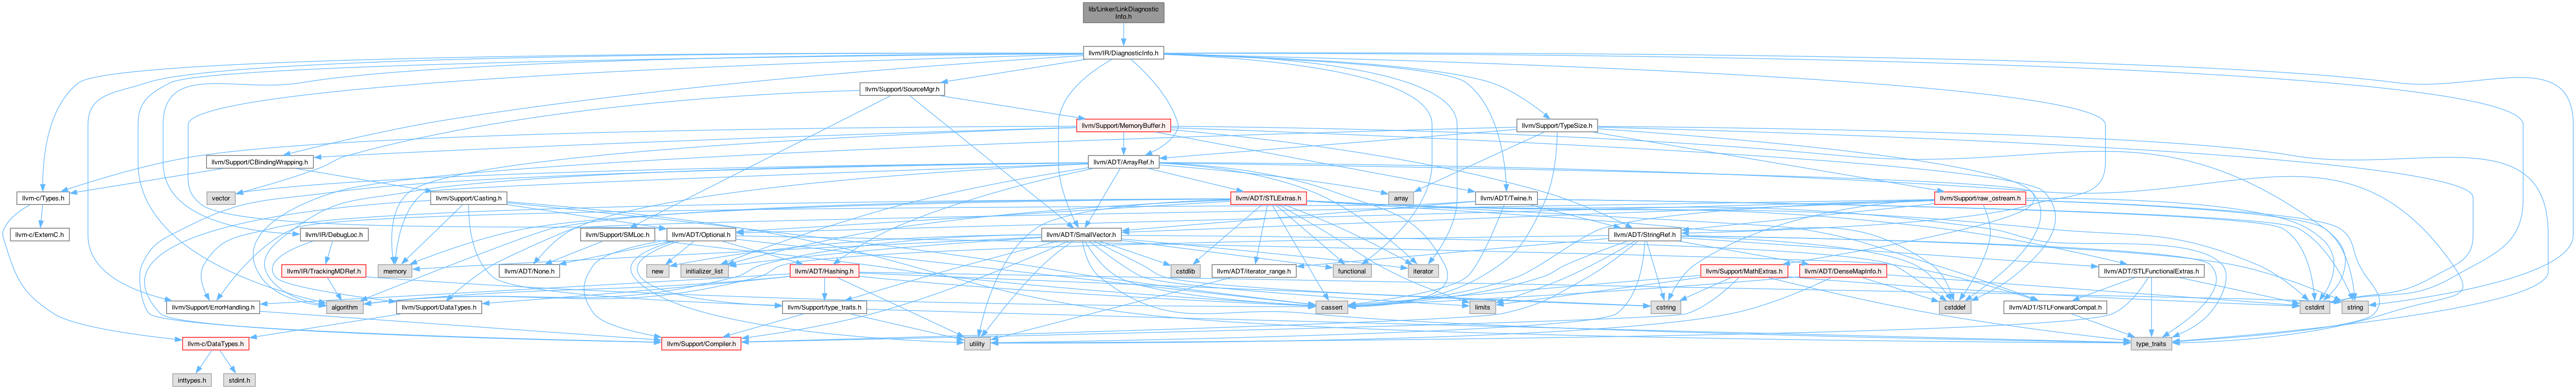 lib/Linker/LinkDiagnostic
Info.h
llvm/IR/DiagnosticInfo.h
llvm/Support/SourceMgr.h
llvm/Support/MemoryBuffer.h
llvm/Support/TypeSize.h
llvm/Support/CBindingWrapping.h
llvm/ADT/ArrayRef.h
llvm-c/Types.h
vector
llvm/Support/Casting.h
llvm/ADT/STLExtras.h
array
llvm/ADT/Twine.h
llvm/Support/raw_ostream.h
llvm-c/ExternC.h
llvm/IR/DebugLoc.h
llvm/Support/SMLoc.h
llvm/ADT/Optional.h
llvm/ADT/SmallVector.h
llvm/ADT/StringRef.h
llvm/IR/TrackingMDRef.h
memory
llvm/ADT/None.h
new
initializer_list
llvm/ADT/Hashing.h
cstdlib
llvm/ADT/iterator_range.h
functional
iterator
llvm/Support/MathExtras.h
llvm/ADT/DenseMapInfo.h
llvm/ADT/STLFunctionalExtras.h
llvm/Support/ErrorHandling.h
algorithm
llvm/Support/DataTypes.h
llvm/Support/type_traits.h
cassert
limits
cstring
cstddef
llvm/ADT/STLForwardCompat.h
cstdint
string
llvm-c/DataTypes.h
llvm/Support/Compiler.h
utility
type_traits
inttypes.h
stdint.h